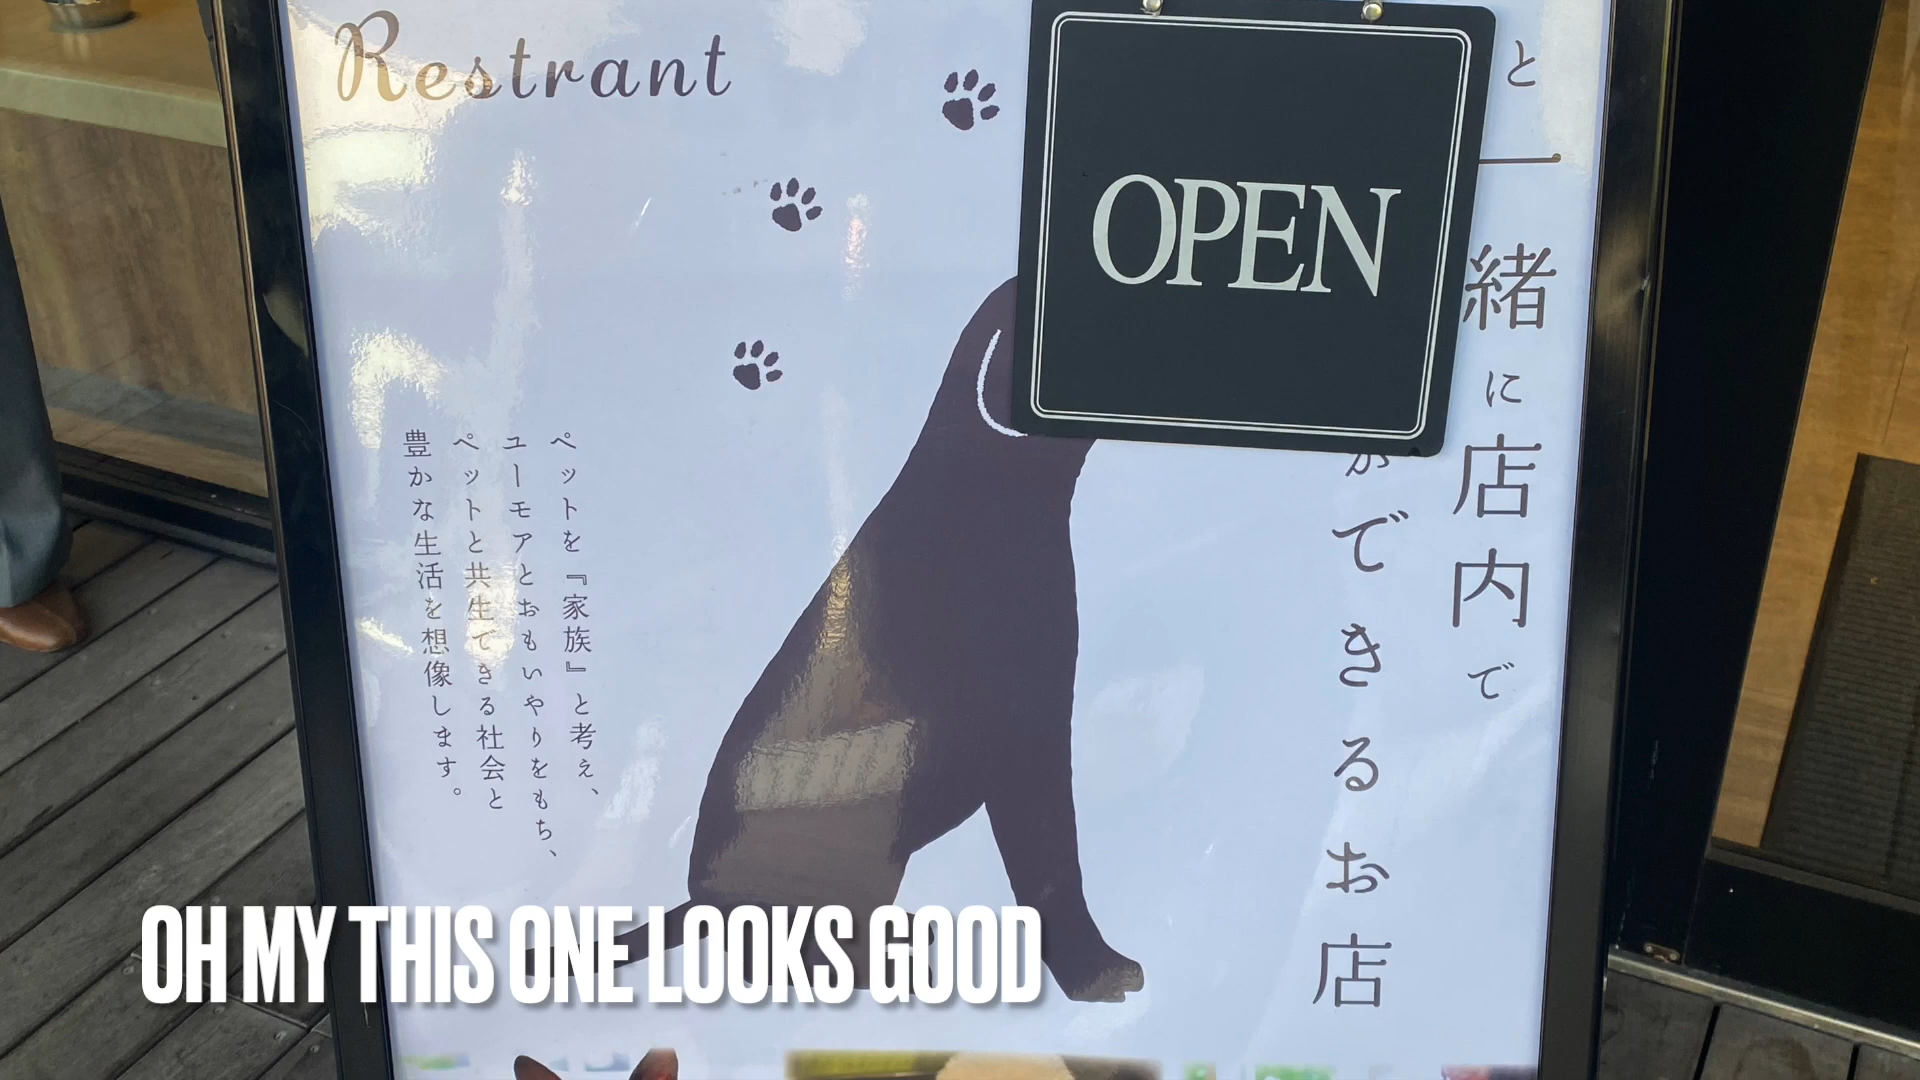 Restrant
OPEN
と一緒に店内で
ができるお店
ペットを『家族』と考え、
ユーモアとおもいやりをもち、
ペットと共生できる社会と
豊かな生活を想像します。
OH MY THIS ONE LOOKS GOOD